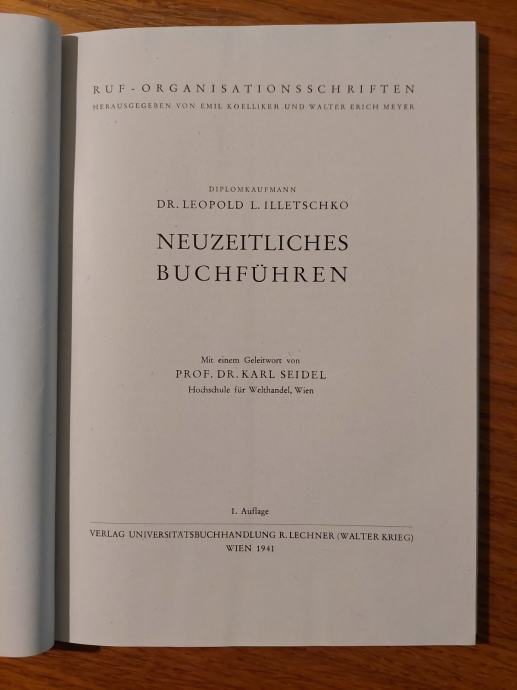 RUF-ORGANISATIONSSCHRIFTEN
HERAUSGEGEBEN VON EMIL KOELLIKER UND WALTER ERICH MEYER
DIPLOMKAUFMANN
DR. LEOPOLD L. ILLETSCHKO
NEUZEITLICHES
BUCHFÜHREN
Mit einem Geleitwort von
PROF. DR. KARL SEIDEL
Hochschule für Welthandel, Wien
1. Auflage
VERLAG UNIVERSITÄTSBUCHHANDLUNG R. LECHNER (WALTER KRIEG)
WIEN 1941